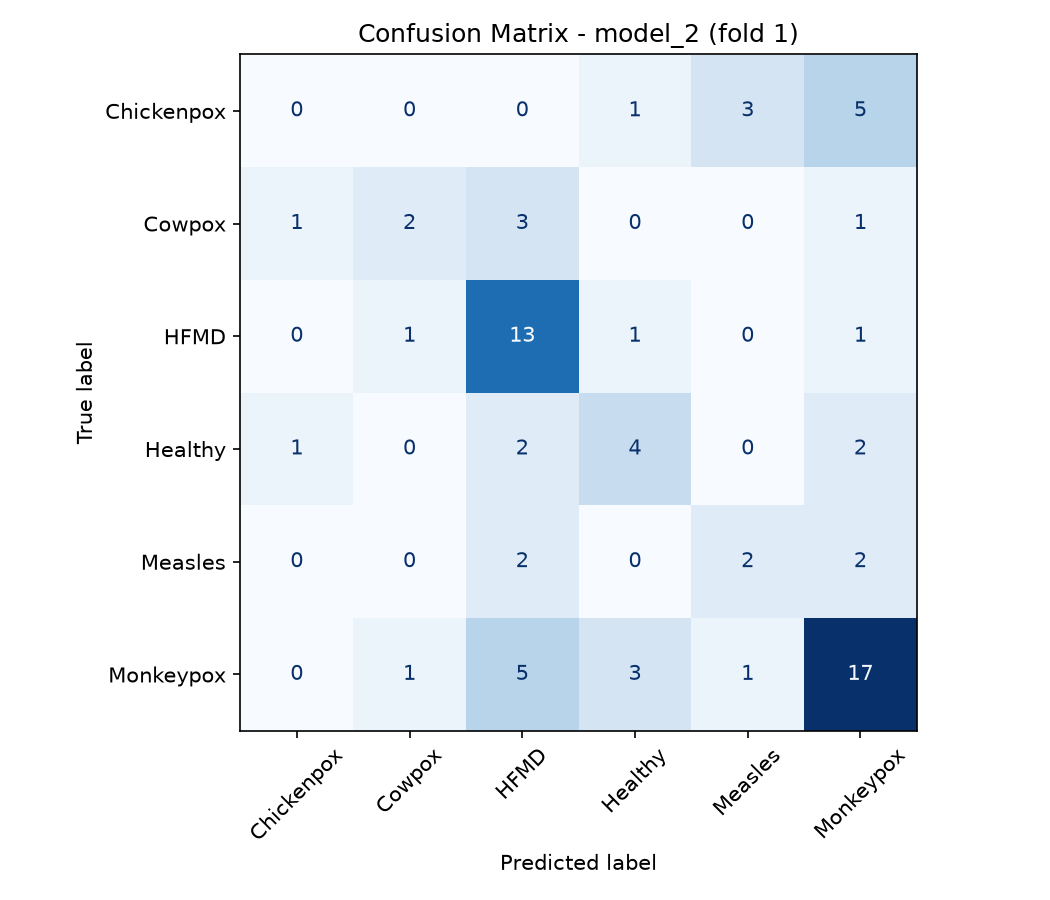 Confusion Matrix - model_2 (fold 1)
Chickenpox 0 0 0 1 3 5
Cowpox 1 2 3 0 0 1
HFMD 0 1 13 1 0 1
Healthy 1 0 2 4 0 2
Measles 0 0 2 0 2 2
Monkeypox 0 1 5 3 1 17
True label
Chickenpox Cowpox HFMD Healthy Measles Monkeypox
Predicted label